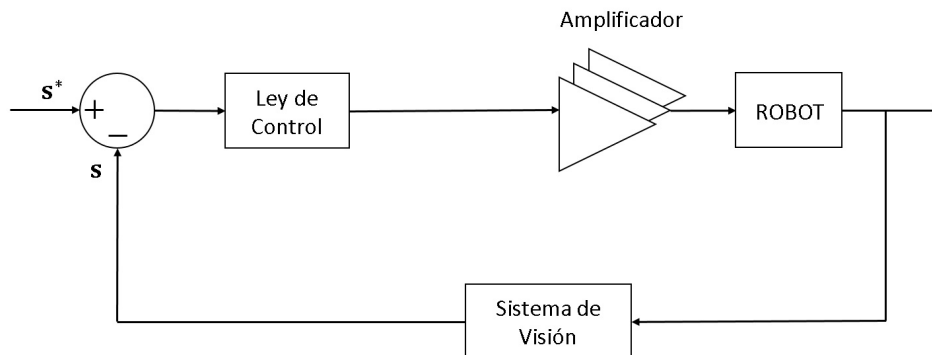 Amplificador
s*
+
−
s
Ley de
Control
ROBOT
Sistema de
Visión